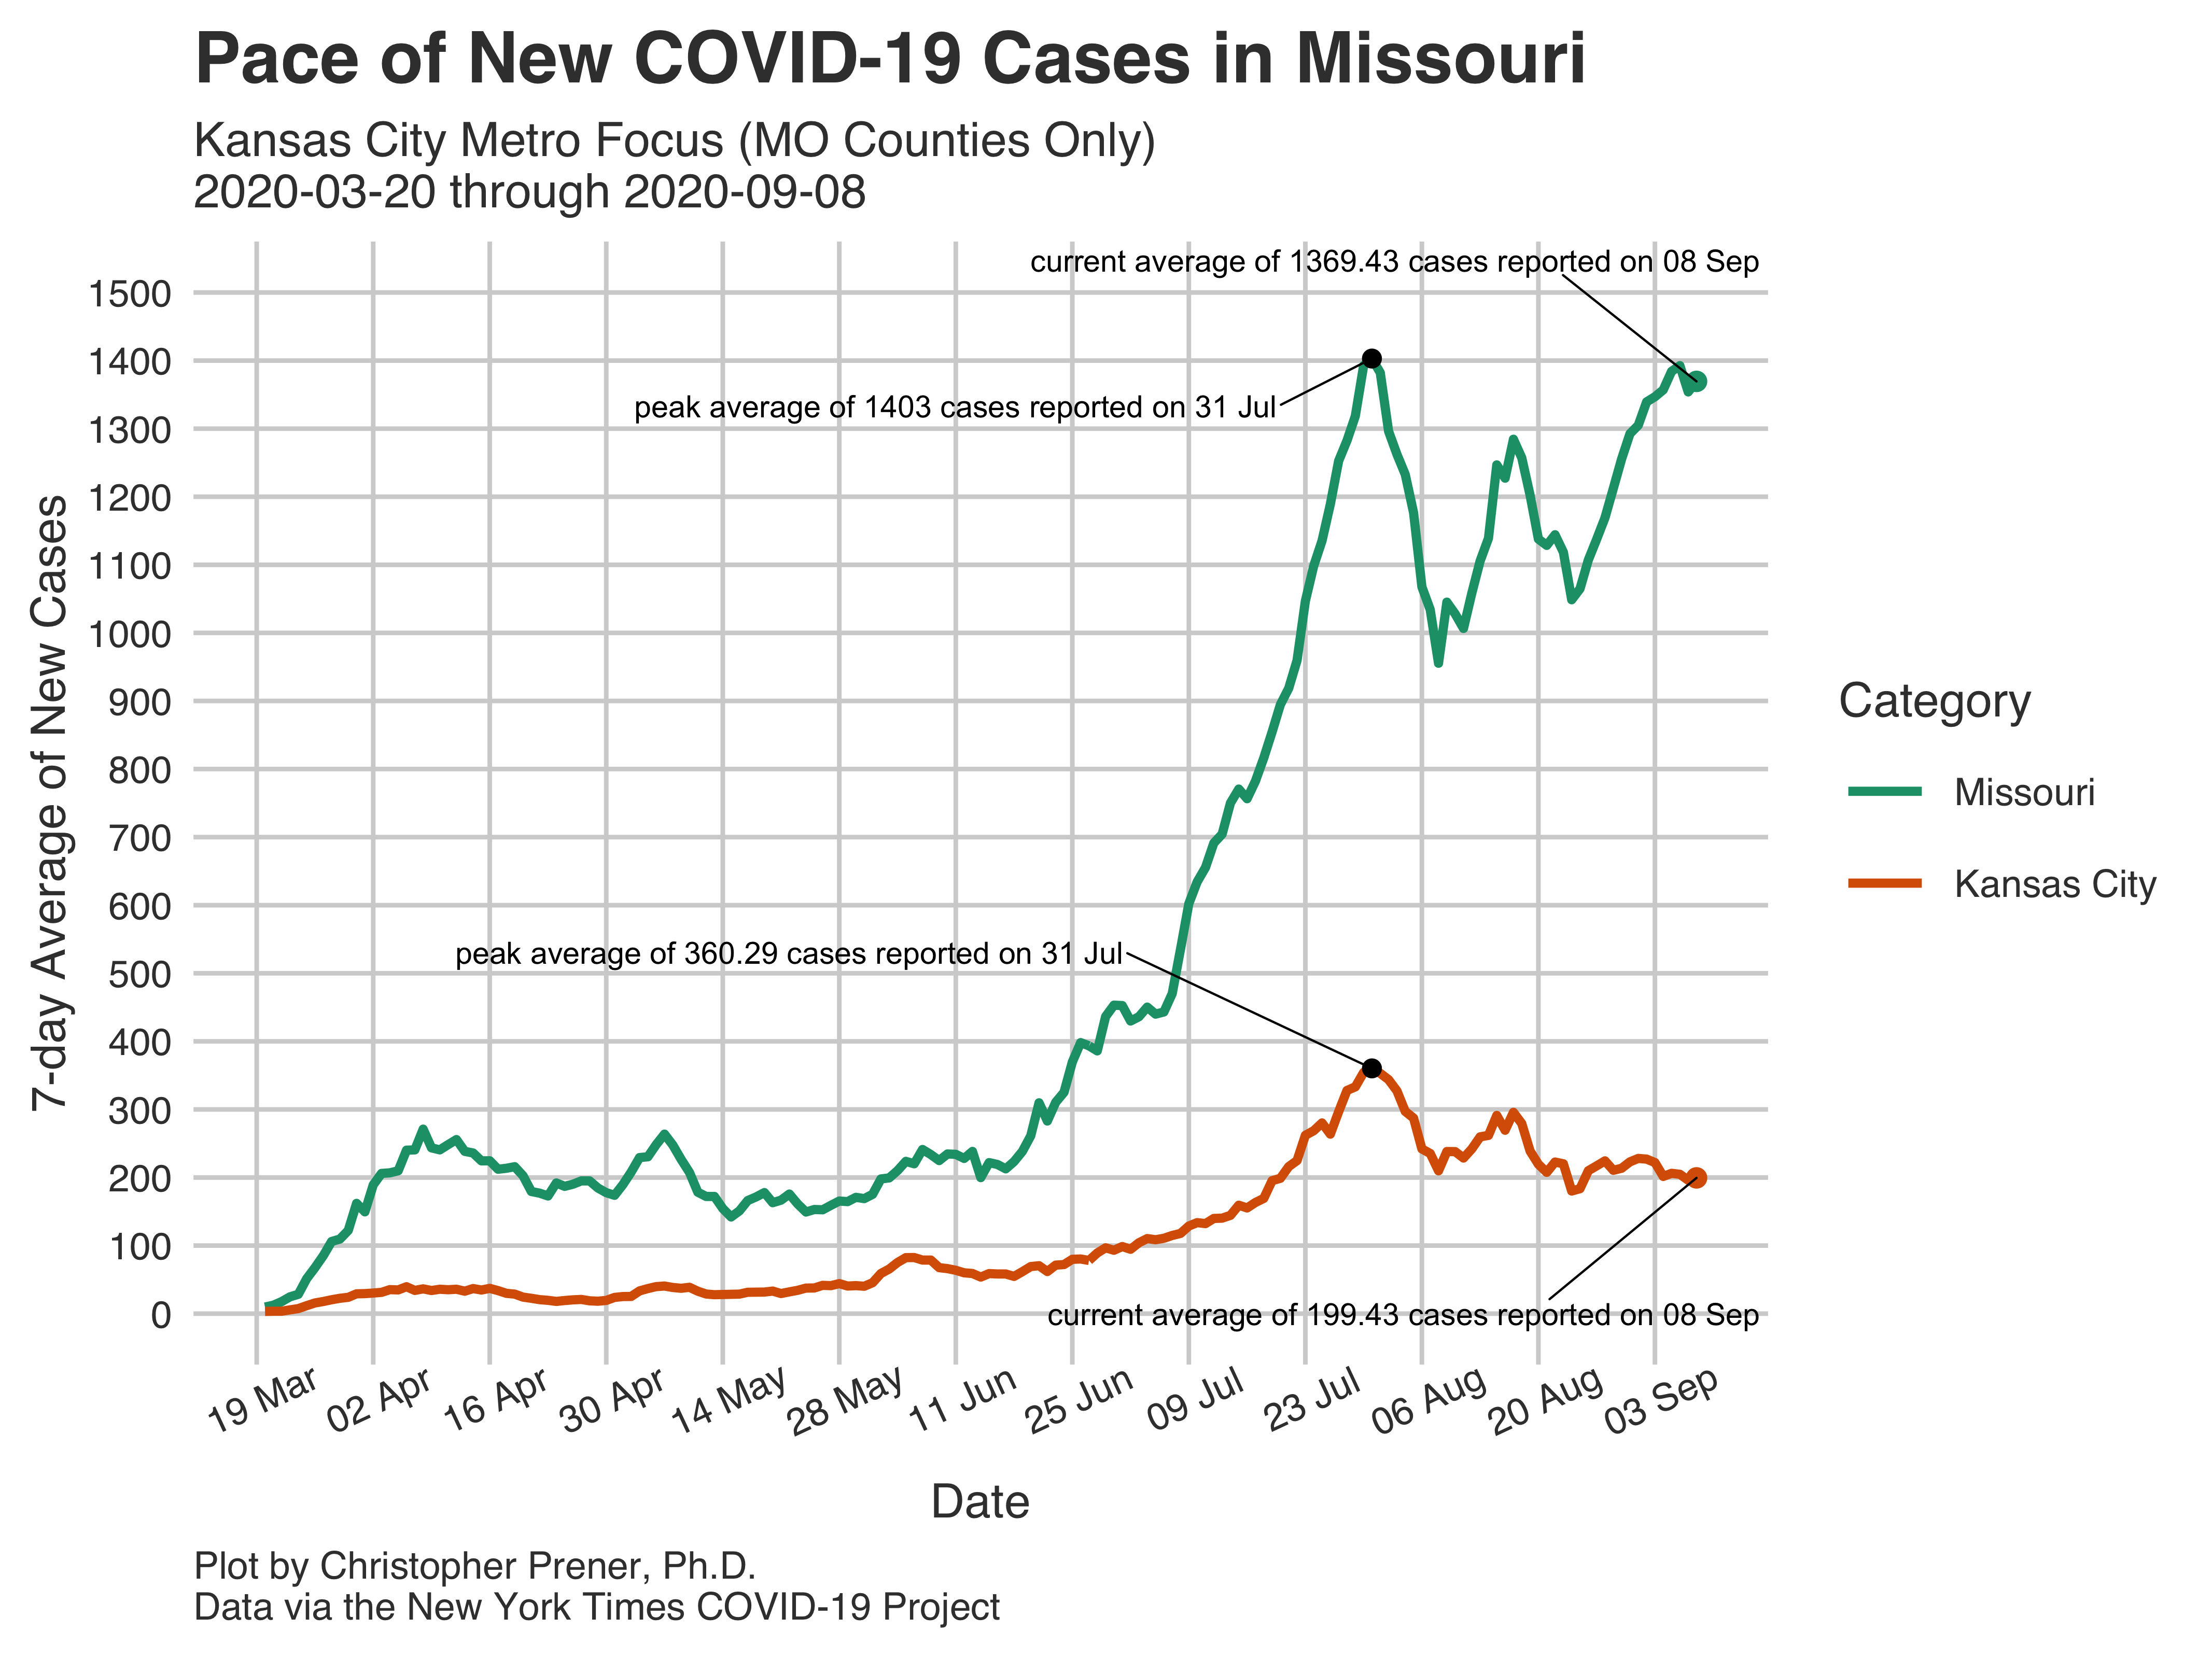 Pace of New COVID-19 Cases in Missouri
Kansas City Metro Focus (MO Counties Only)
2020-03-20 through 2020-09-08
current average of 1369.43 cases reported on 08 Sep
peak average of 1403 cases reported on 31 Jul
peak average of 360.29 cases reported on 31 Jul
current average of 199.43 cases reported on 08 Sep
7-day Average of New Cases
1500
1400
1300
1200
1100
1000
900
800
700
600
500
400
300
200
100
0
19 Mar
02 Apr
16 Apr
30 Apr
14 May
28 May
11 Jun
25 Jun
09 Jul
23 Jul
06 Aug
20 Aug
03 Sep
Date
Category
Missouri
Kansas City
Plot by Christopher Prener, Ph.D.
Data via the New York Times COVID-19 Project